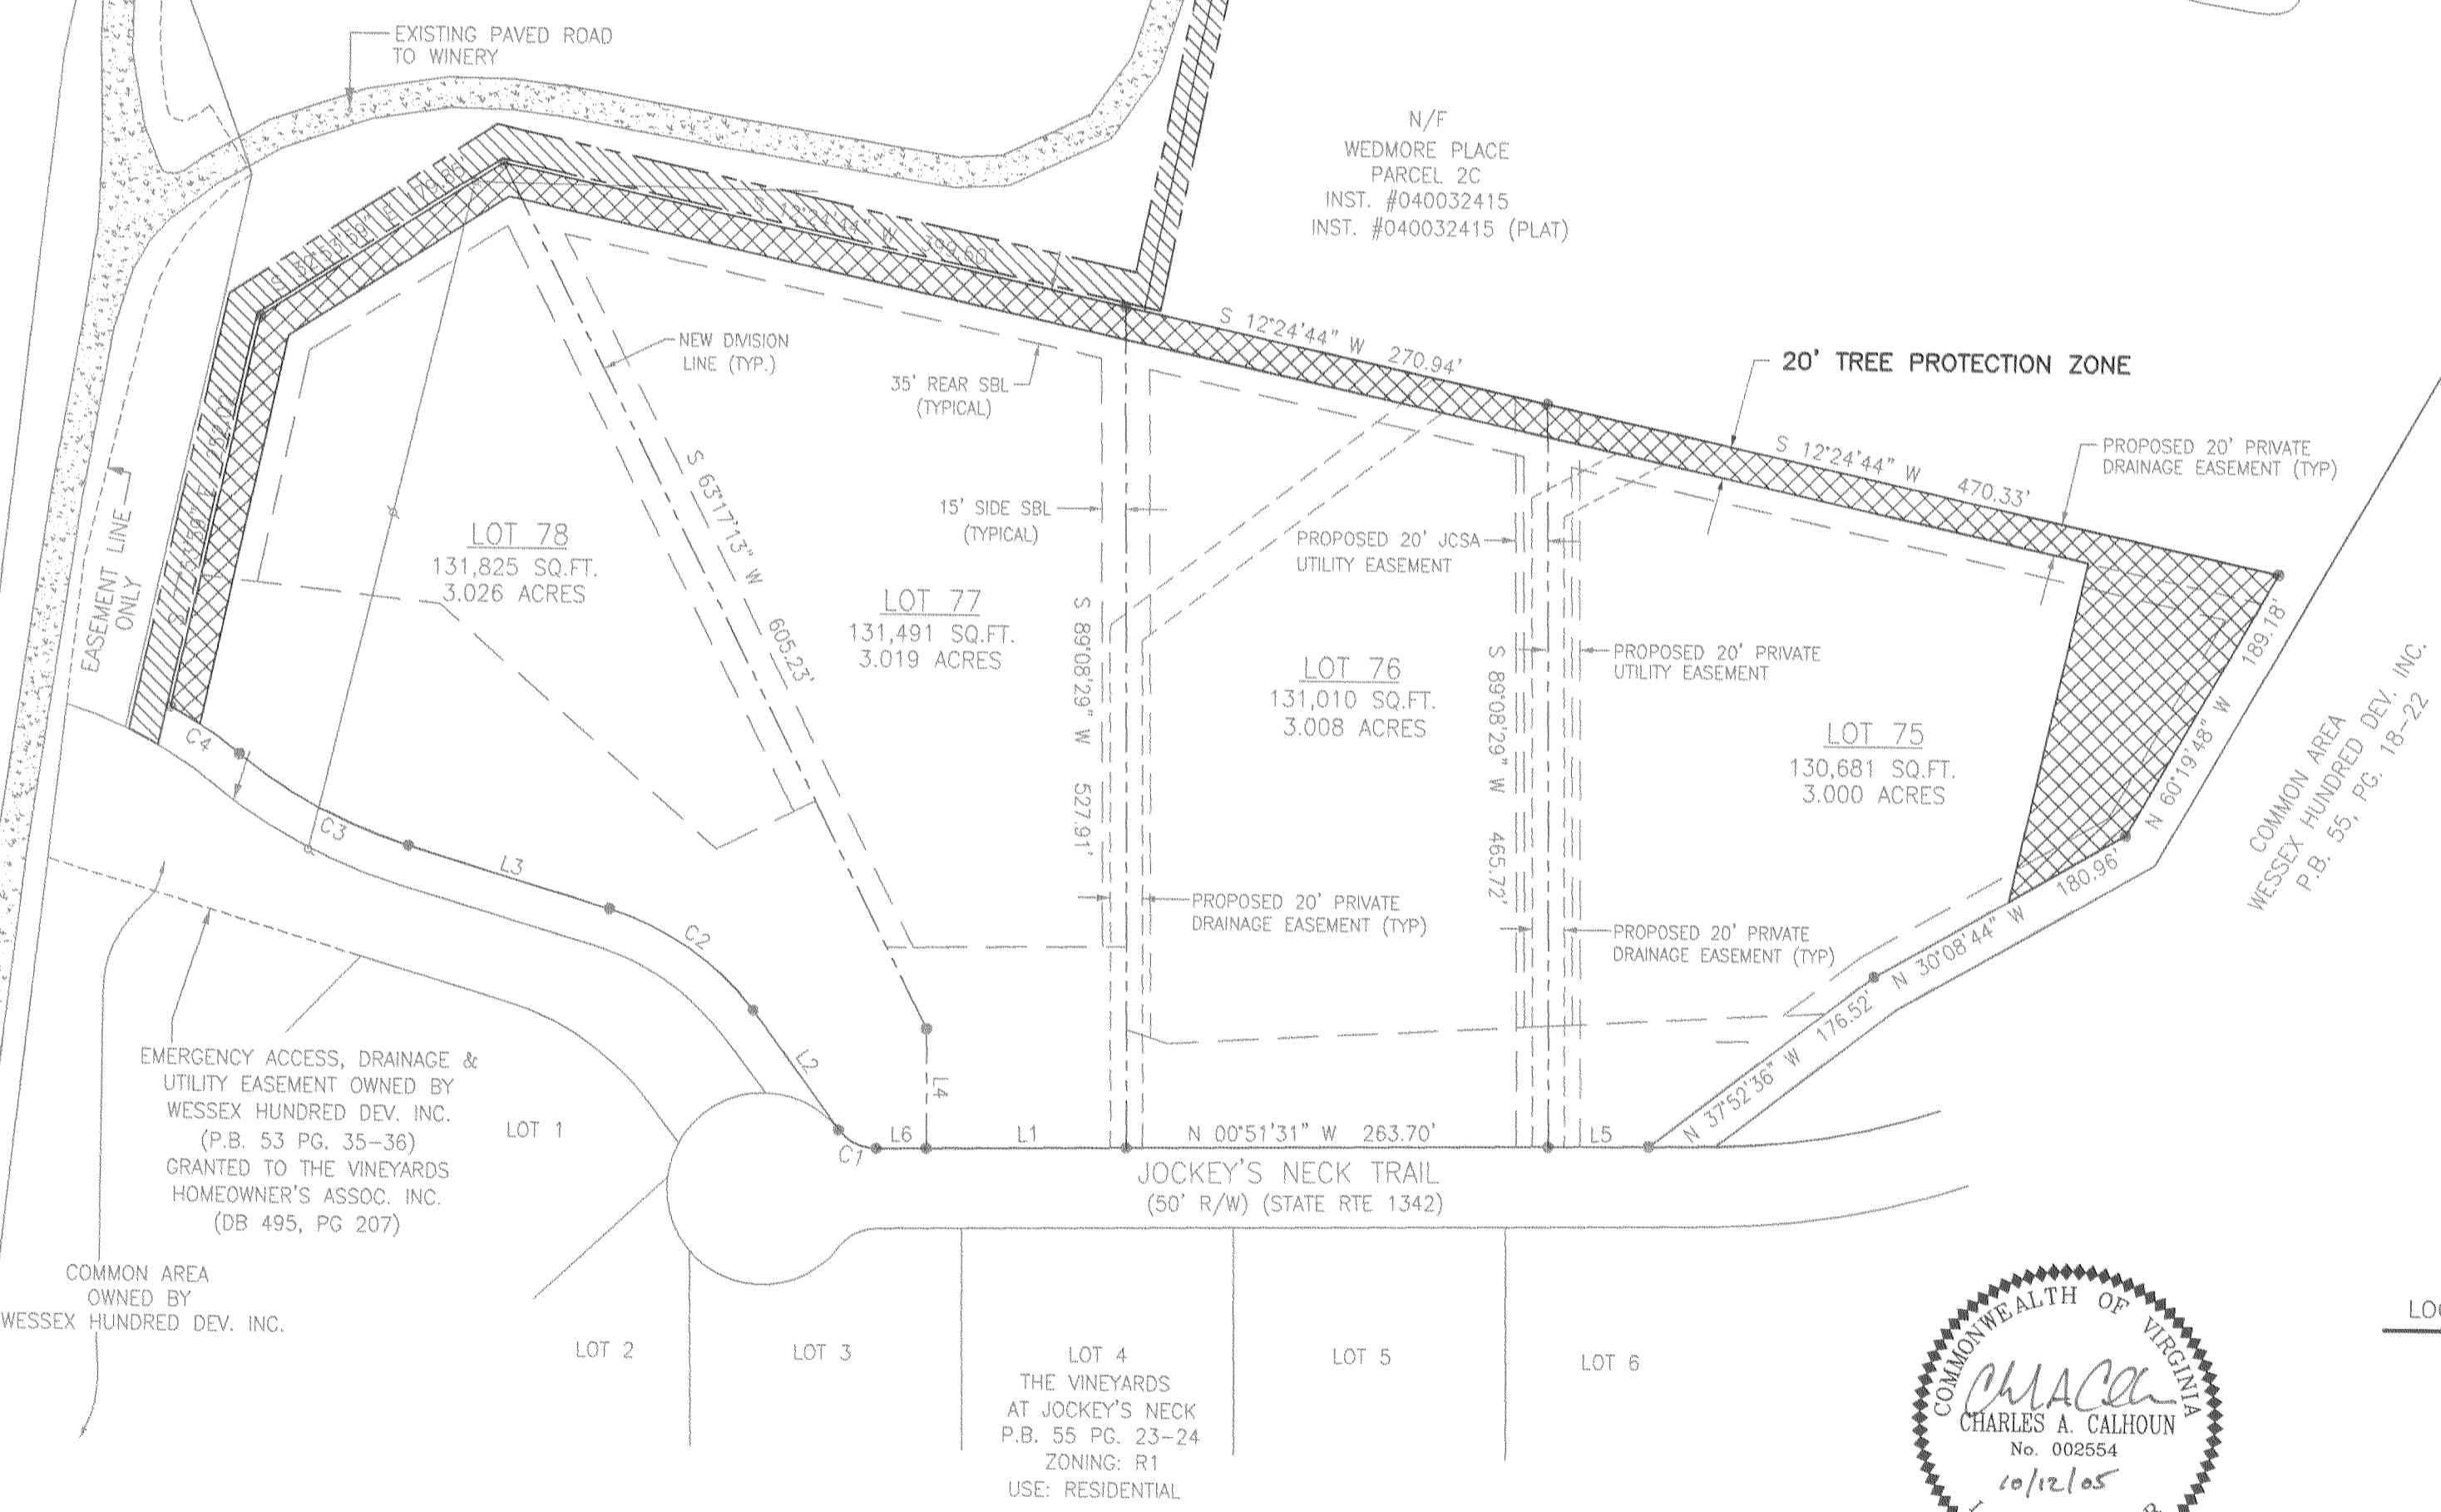 EXISTING PAVED ROAD
TO WINERY
N/F
WEDMORE PLACE
PARCEL 2C
INST. #040032415
INST. #040032415 (PLAT)
S 32°53'59" E 179.35'
S 12°24'44" W 399.60'
S 12°24'44" W 270.94'
20' TREE PROTECTION ZONE
S 12°24'44" W 470.33'
PROPOSED 20' PRIVATE
DRAINAGE EASEMENT (TYP)
NEW DIVISION
LINE (TYP.)
35' REAR SBL
(TYPICAL)
15' SIDE SBL
(TYPICAL)
PROPOSED 20' JCSA
UTILITY EASEMENT
EASEMENT LINE
ONLY
LOT 78
131,825 SQ.FT.
3.026 ACRES
S 63°17'13" W 605.23'
LOT 77
131,491 SQ.FT.
3.019 ACRES
S 89°08'29" W 527.91'
LOT 76
131,010 SQ.FT.
3.008 ACRES
S 89°08'29" W 465.72'
PROPOSED 20' PRIVATE
UTILITY EASEMENT
LOT 75
130,681 SQ.FT.
3.000 ACRES
N 60°19'48" W 189.18'
COMMON AREA
WESSEX HUNDRED DEV. INC.
P.B. 55, PG. 18-22
C4
C3
L3
C2
L2
C1
L6
L4
L1
N 00°51'31" W 263.70'
L5
PROPOSED 20' PRIVATE
DRAINAGE EASEMENT (TYP)
PROPOSED 20' PRIVATE
DRAINAGE EASEMENT (TYP)
N 30°08'44" W 180.96'
N 37°52'36" W 176.52'
JOCKEY'S NECK TRAIL
(50' R/W) (STATE RTE 1342)
EMERGENCY ACCESS, DRAINAGE &
UTILITY EASEMENT OWNED BY
WESSEX HUNDRED DEV. INC.
(P.B. 53 PG. 35-36)
GRANTED TO THE VINEYARDS
HOMEOWNER'S ASSOC. INC.
(DB 495, PG 207)
COMMON AREA
OWNED BY
WESSEX HUNDRED DEV. INC.
LOT 1
LOT 2
LOT 3
LOT 4
THE VINEYARDS
AT JOCKEY'S NECK
P.B. 55 PG. 23-24
ZONING: R1
USE: RESIDENTIAL
LOT 5
LOT 6
COMMONWEALTH OF VIRGINIA
CHARLES A. CALHOUN
No. 002554
10/12/05